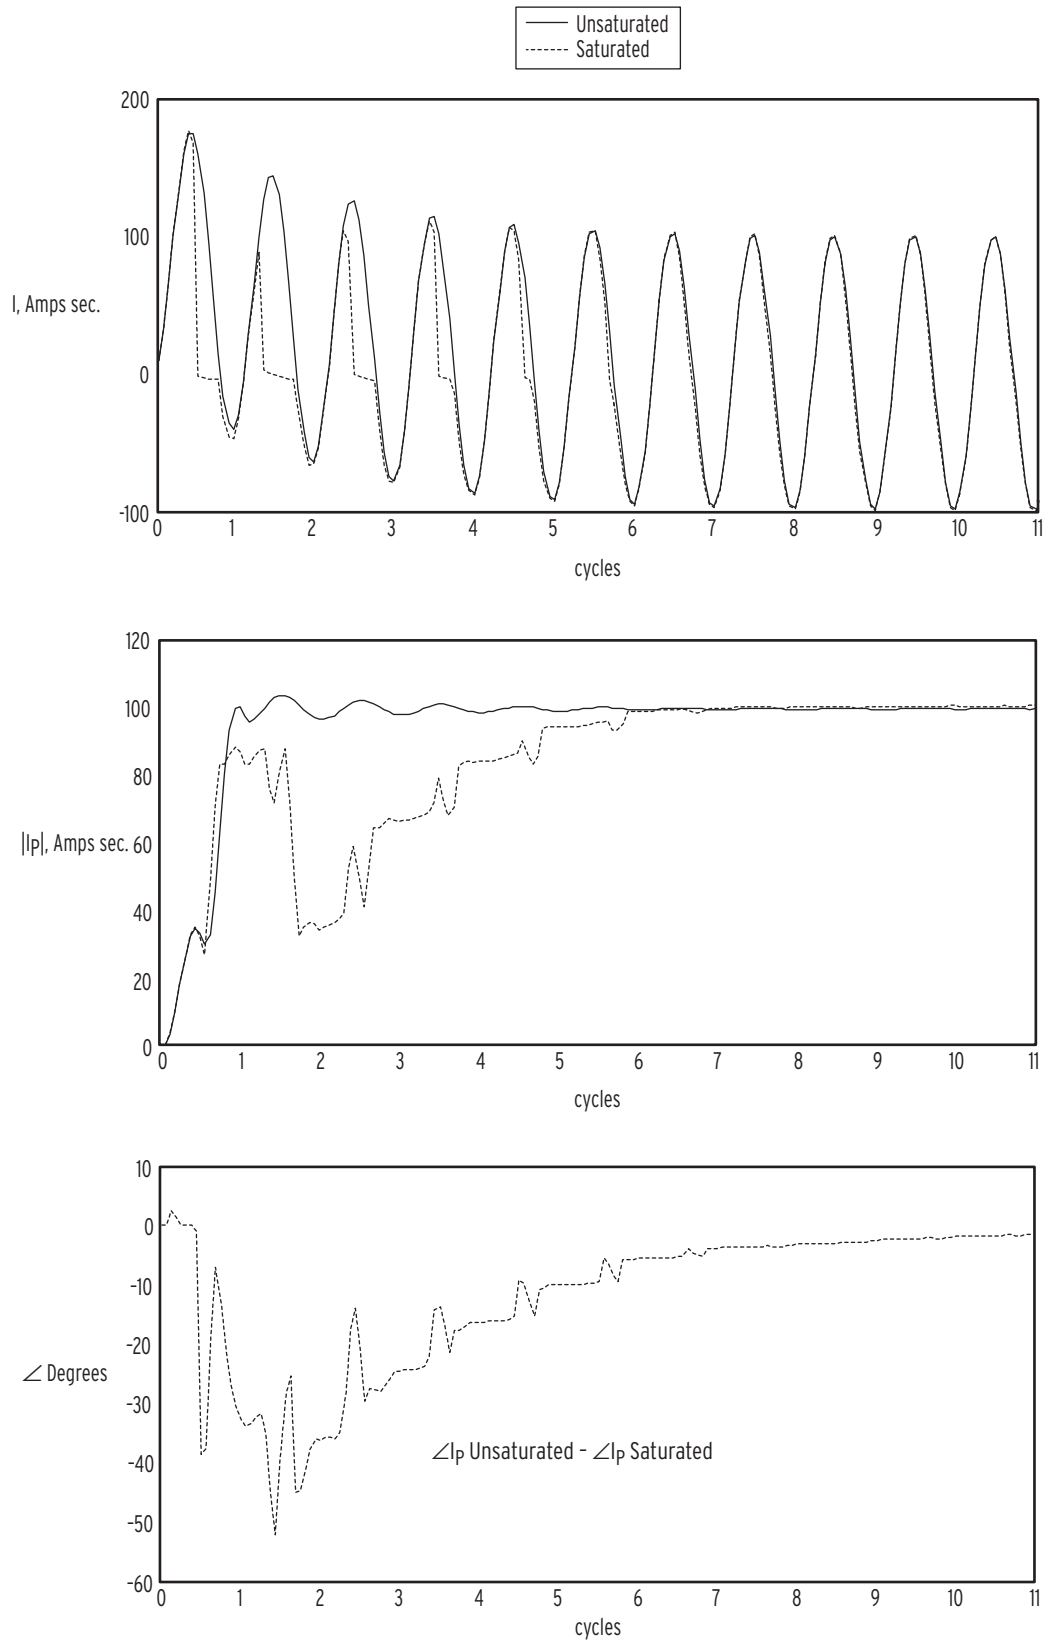 Unsaturated
Saturated
200
100
I, Amps sec.
0
-100
0 1 2 3 4 5 6 7 8 9 10 11
cycles
120
100
80
|IP|, Amps sec. 60
40
20
0
0 1 2 3 4 5 6 7 8 9 10 11
cycles
10
0
-10
-20
-30
∠ Degrees
-40
∠IP Unsaturated - ∠IP Saturated
-50
-60
0 1 2 3 4 5 6 7 8 9 10 11
cycles